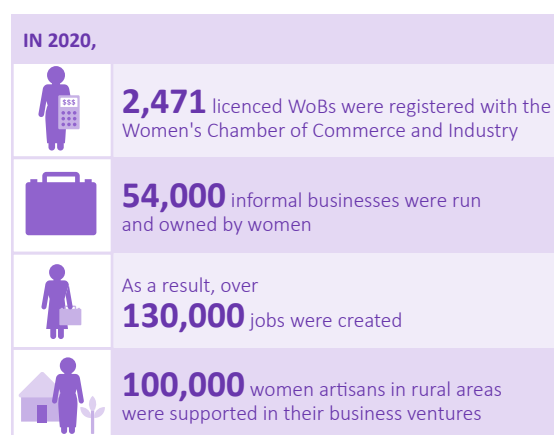 IN 2020,
$$$
2,471 licenced WoBs were registered with the
Women's Chamber of Commerce and Industry
54,000 informal businesses were run
and owned by women
As a result, over
130,000 jobs were created
100,000 women artisans in rural areas
were supported in their business ventures